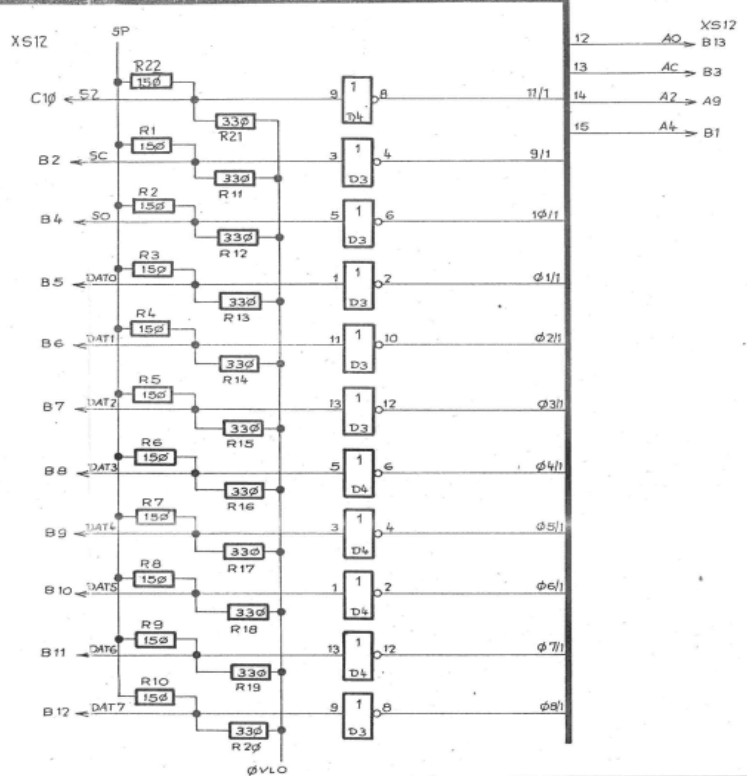 5P
XS12
XS12
12 A0 B13
R22
150
13 AC B3
C1Ø SZ 9 1 8 11/1 14 A2 A9
D4
33Ø
R21
15 A4 B1
R1
15Ø
B2 SC 3 1 4 9/1
D3
33Ø
R11
R2
15Ø
B4 SO 5 1 6 1Ø/1
D3
33Ø
R12
R3
15Ø
B5 DAT0 1 1 2 Ø1/1
D3
33Ø
R13
R4
15Ø
B6 DAT1 11 1 10 Ø2/1
D3
33Ø
R14
R5
15Ø
B7 DAT2 13 1 12 Ø3/1
D3
33Ø
R15
R6
15Ø
B8 DAT3 5 1 6 Ø4/1
D4
33Ø
R16
R7
15Ø
B9 DAT4 3 1 4 Ø5/1
D4
33Ø
R17
R8
15Ø
B10 DAT5 1 1 2 Ø6/1
D4
33Ø
R18
R9
15Ø
B11 DAT6 13 1 12 Ø7/1
D4
33Ø
R19
R10
15Ø
B12 DAT7 9 1 8 Ø8/1
D3
33Ø
R2Ø
ØVLO